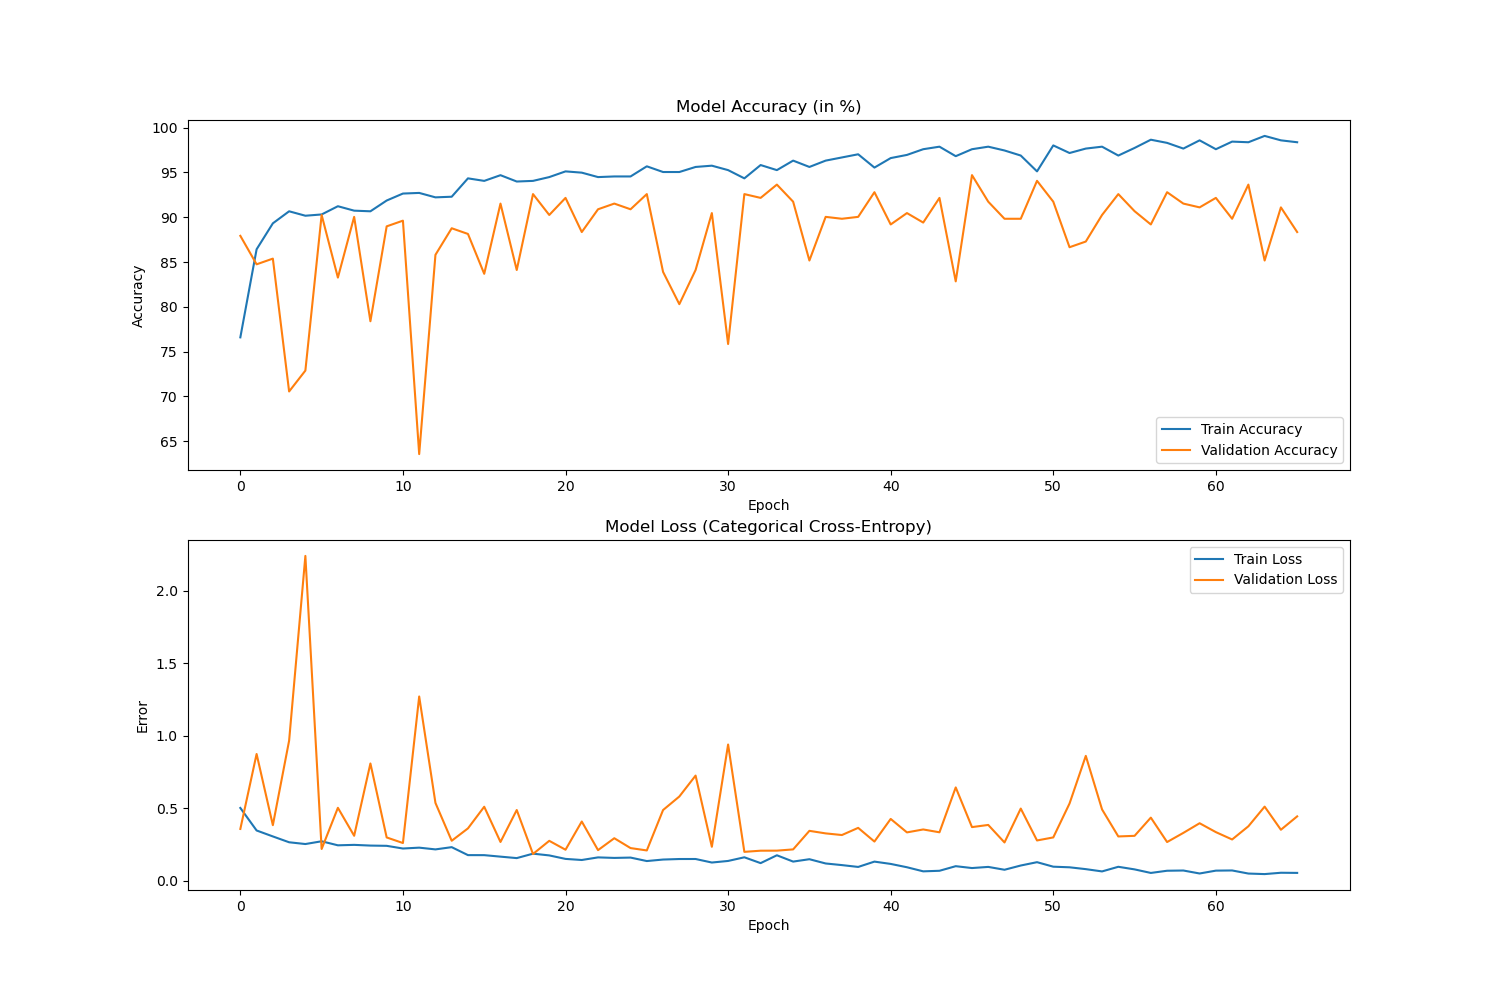 Model Accuracy (in %)
100
95
90
85
80
75
70
65
Accuracy
Train Accuracy
Validation Accuracy
0 10 20 30 40 50 60
Epoch
Model Loss (Categorical Cross-Entropy)
Train Loss
Validation Loss
2.0
1.5
1.0
0.5
0.0
Error
0 10 20 30 40 50 60
Epoch